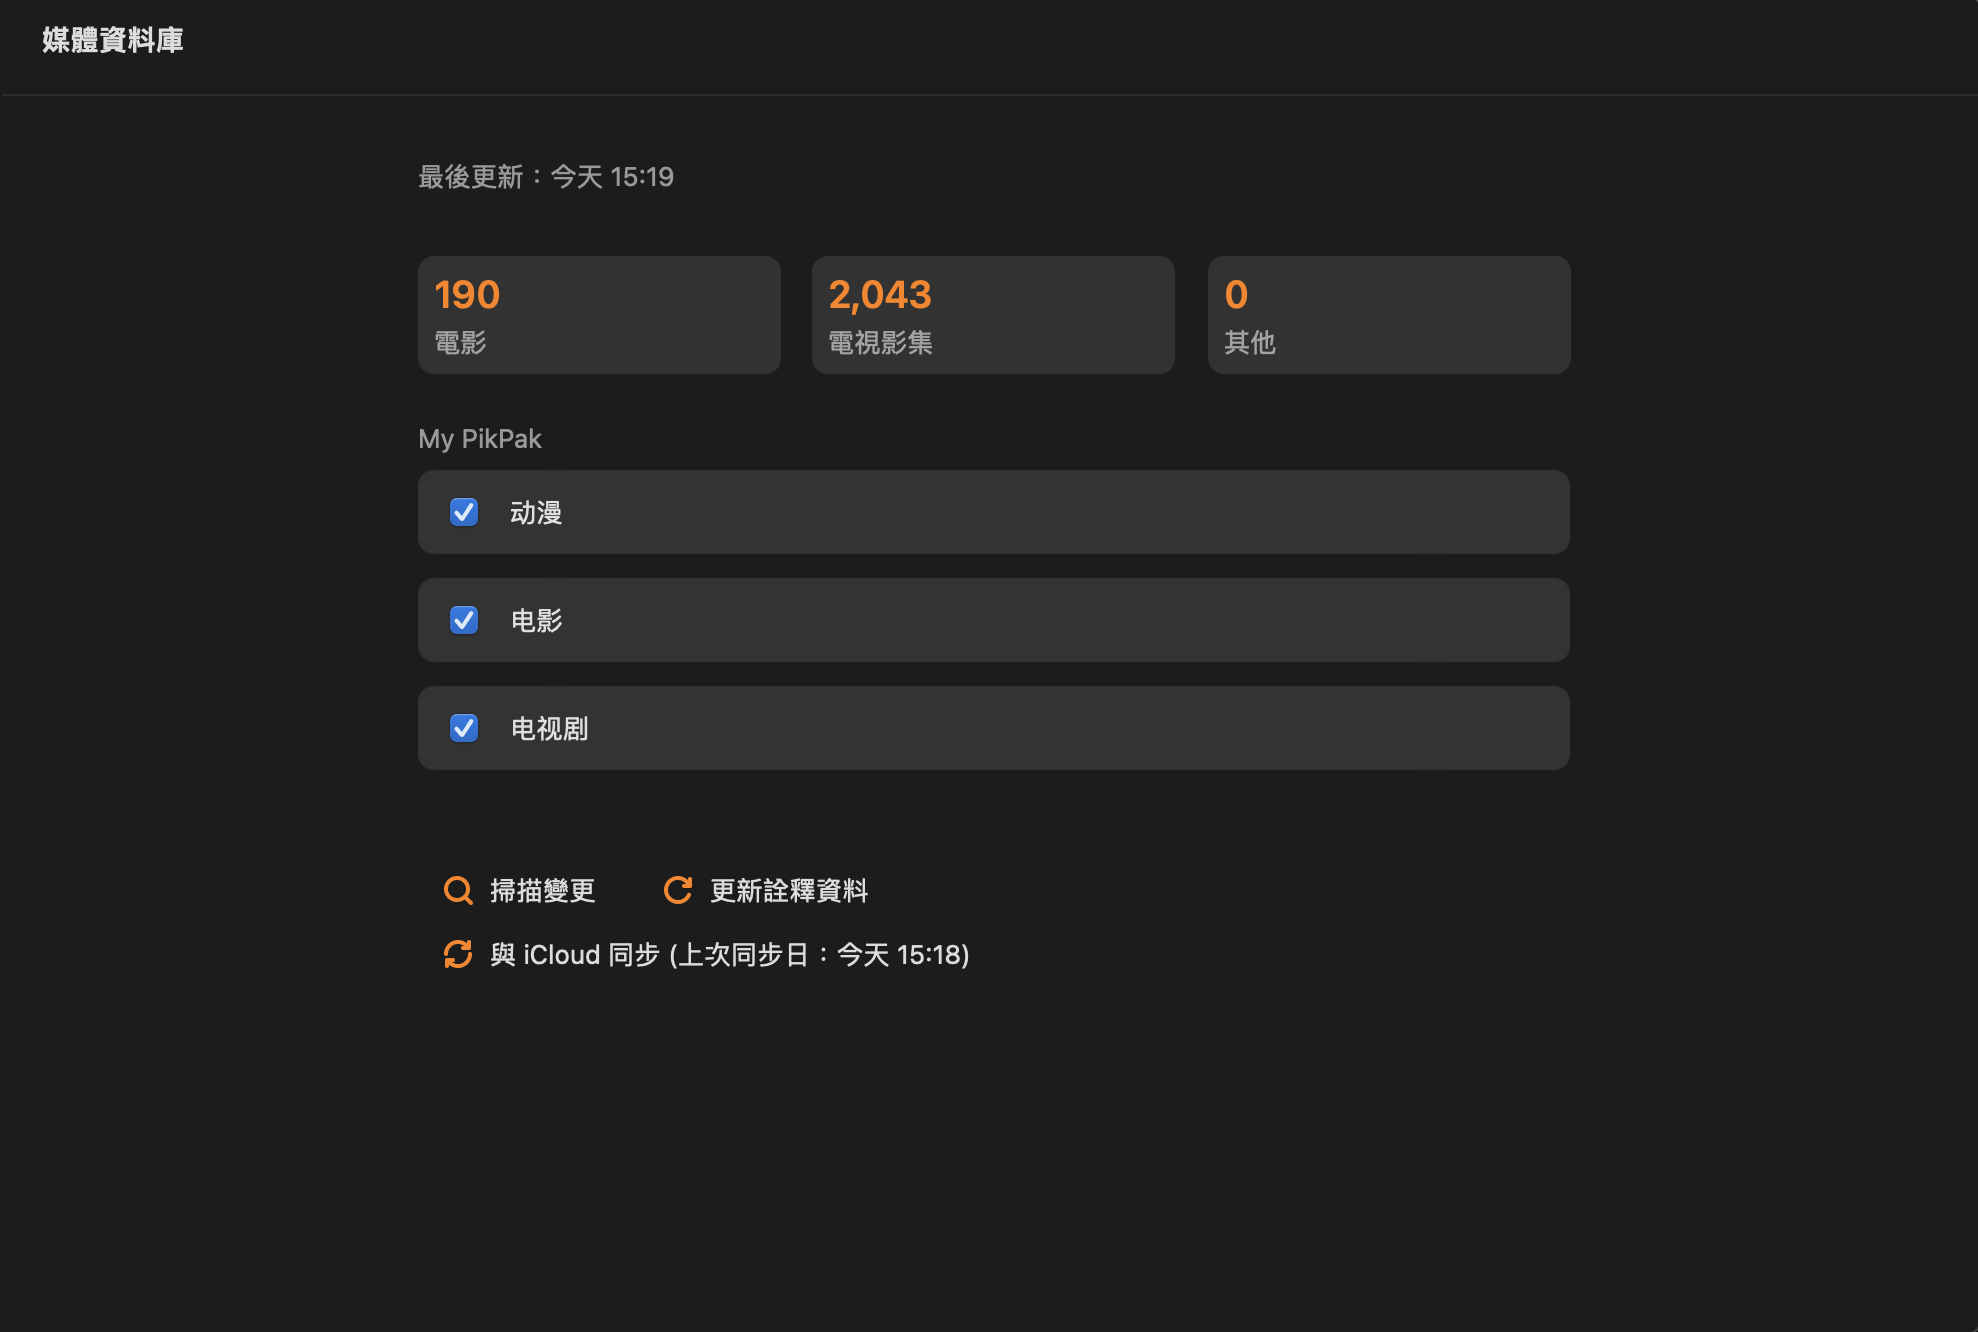 媒體資料庫
最後更新：今天 15:19
190
電影
2,043
電視影集
0
其他
My PikPak
动漫
电影
电视剧
掃描變更
更新詮釋資料
與 iCloud 同步 (上次同步日：今天 15:18)